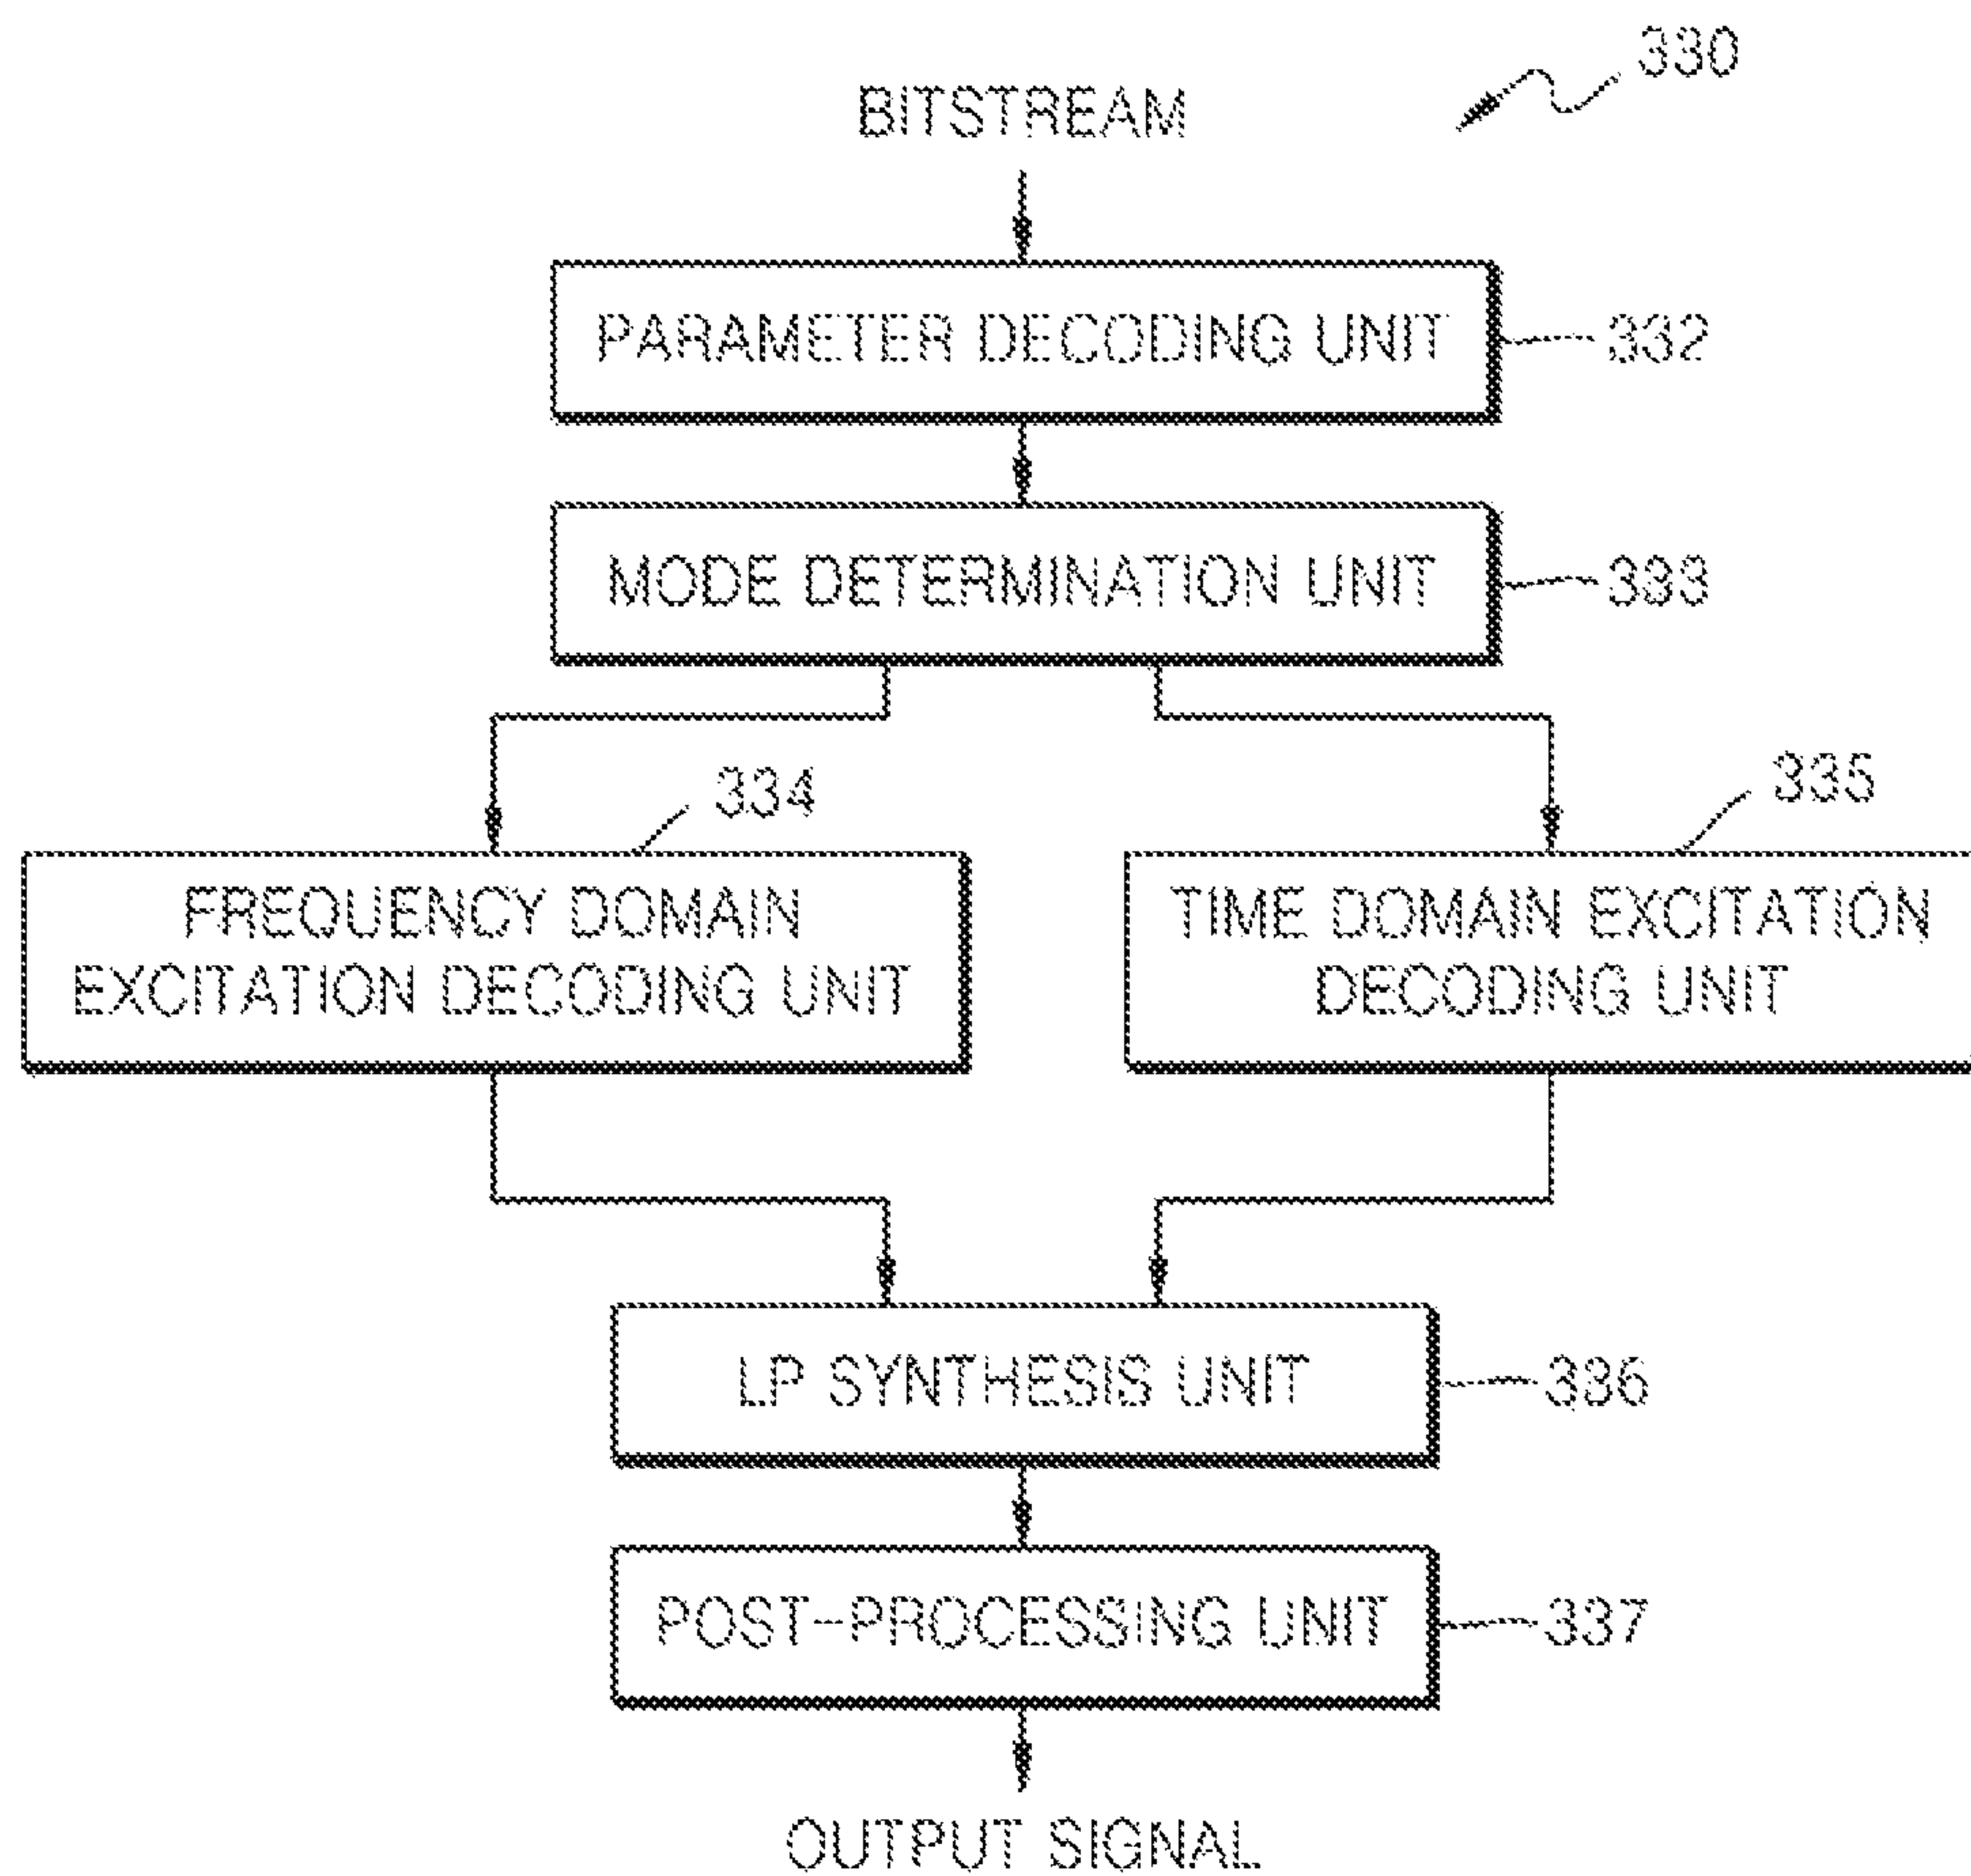 330
BITSTREAM
PARAMETER DECODING UNIT
332
MODE DETERMINATION UNIT
333
334
335
FREQUENCY DOMAIN
EXCITATION DECODING UNIT
TIME DOMAIN EXCITATION
DECODING UNIT
LP SYNTHESIS UNIT
336
POST-PROCESSING UNIT
337
OUTPUT SIGNAL